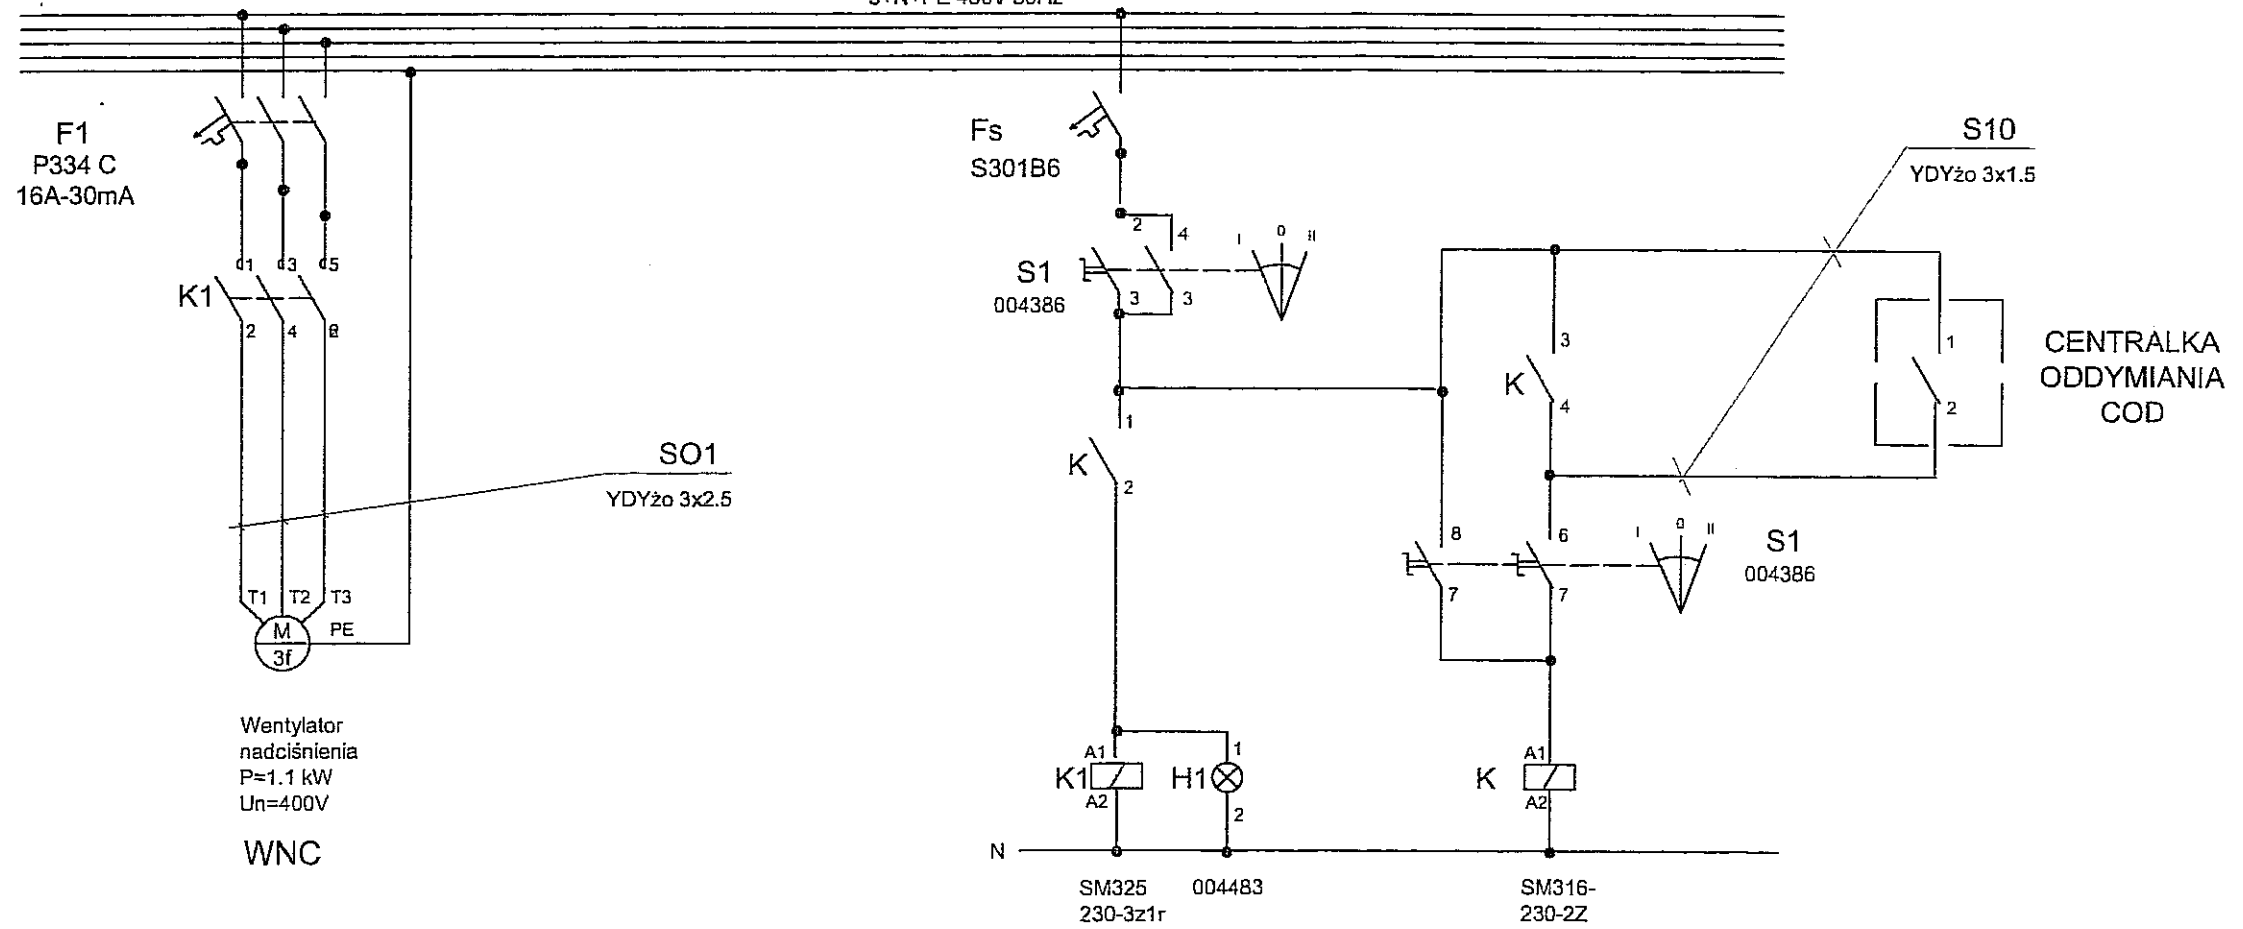 F1
P334 C
16A-30mA
1 3 5
K1
2 4 6
SO1
YDYżo 3x2.5
T1 T2 T3
M
3f
PE
Wentylator
nadciśnienia
P=1.1 kW
Un=400V
WNC
Fs
S301B6
2
4
I 0 II
S1
004386
3 3
1
K
2
3
K
4
S10
YDYżo 3x1.5
1
2
CENTRALKA
ODDYMIANIA
COD
8 6
I 0 II
S1
004386
7 7
A1
K1
A2
1
H1
2
A1
K
A2
N
SM325
230-3z1r
004483
SM316-
230-2Z